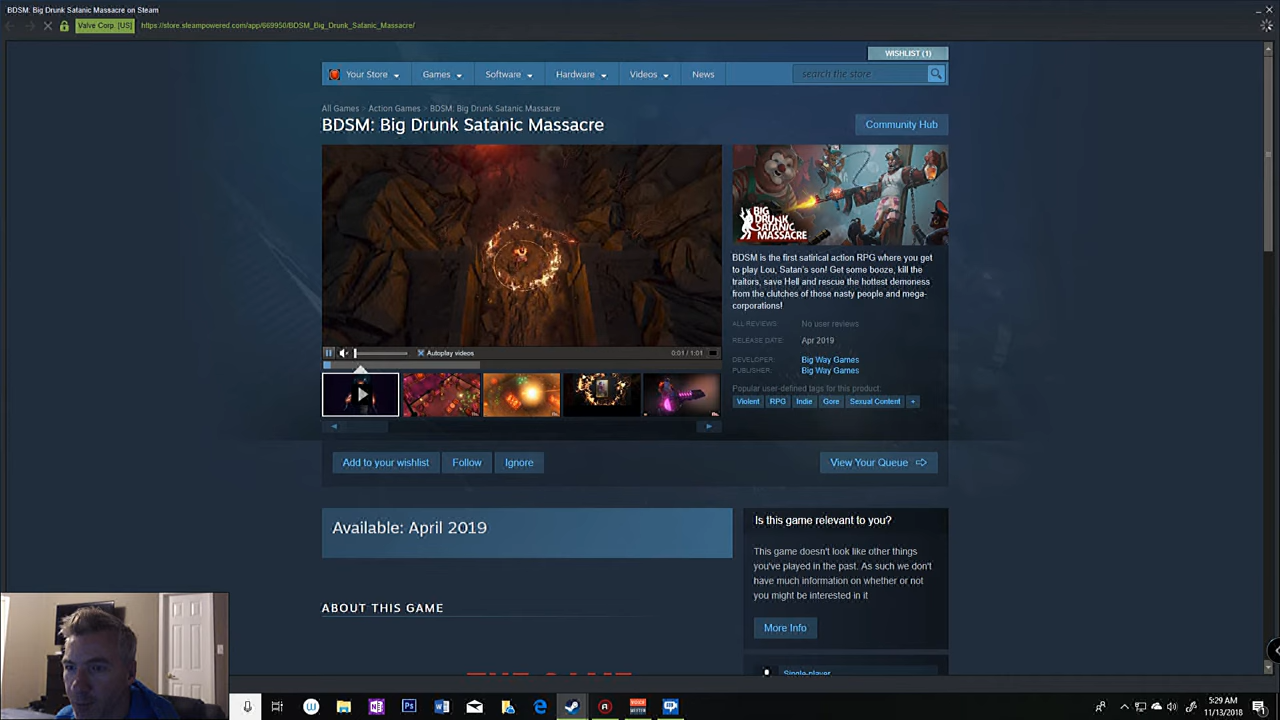 BDSM: Big Drunk Satanic Massacre on Steam
Valve Corp. [US]
https://store.steampowered.com/app/669950/BDSM_Big_Drunk_Satanic_Massacre/
WISHLIST (1)
Your Store Games Software Hardware Videos News
search the store
All Games > Action Games > BDSM: Big Drunk Satanic Massacre
BDSM: Big Drunk Satanic Massacre
Community Hub
BIG
DRUNK
SATANIC
MASSACRE
BDSM is the first satirical action RPG where you get
to play Lou, Satan's son! Get some booze, kill the
traitors, save Hell and rescue the hottest demoness
from the clutches of those nasty people and mega-
corporations!
ALL REVIEWS: No user reviews
RELEASE DATE: Apr 2019
DEVELOPER: Big Way Games
PUBLISHER: Big Way Games
Autoplay videos
0:01 / 1:01
Popular user-defined tags for this product:
Violent RPG Indie Gore Sexual Content +
Add to your wishlist Follow Ignore
View Your Queue
Available: April 2019
Is this game relevant to you?
This game doesn't look like other things
you've played in the past. As such we don't
have much information on whether or not
you might be interested in it
More Info
ABOUT THIS GAME
THE GAME
Single-player
5:29 AM
11/13/2018